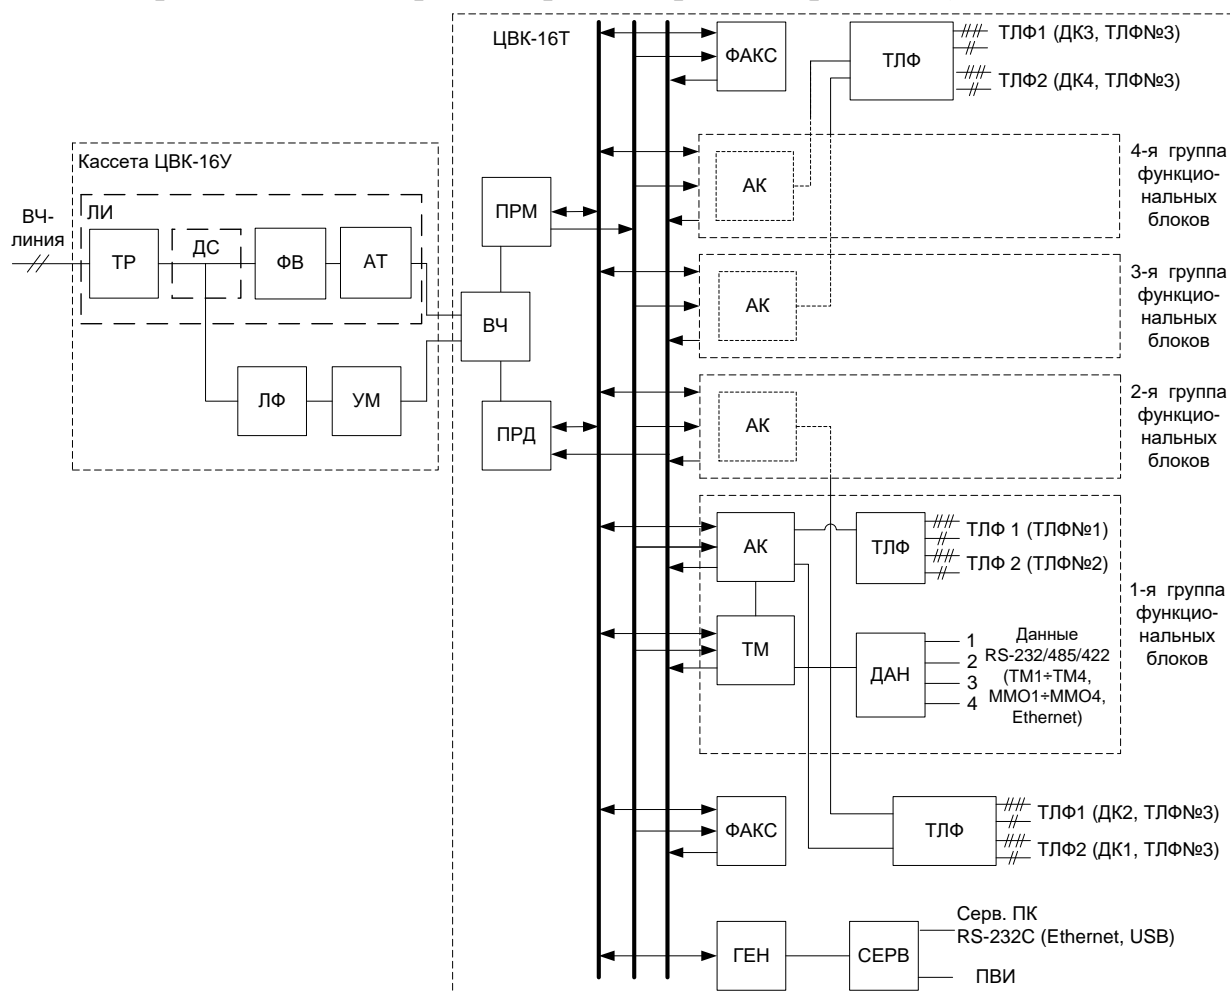 ЦВК-16Т
ФАКС
ТЛФ
ТЛФ1 (ДК3, ТЛФ№3)
ТЛФ2 (ДК4, ТЛФ№3)
Кассета ЦВК-16У
ЛИ
ВЧ-
линия
ТР
ДС
ФВ
АТ
ЛФ
УМ
ПРМ
ВЧ
ПРД
АК
4-я группа
функцио-
нальных
блоков
АК
3-я группа
функцио-
нальных
блоков
АК
2-я группа
функцио-
нальных
блоков
АК
ТЛФ
ТЛФ 1 (ТЛФ№1)
ТЛФ 2 (ТЛФ№2)
ТМ
ДАН
1
2
3
4
Данные
RS-232/485/422
(ТМ1÷ТМ4,
ММО1÷ММО4,
Ethernet)
1-я группа
функцио-
нальных
блоков
ФАКС
ТЛФ
ТЛФ1 (ДК2, ТЛФ№3)
ТЛФ2 (ДК1, ТЛФ№3)
ГЕН
СЕРВ
Серв. ПК
RS-232C (Ethernet, USB)
ПВИ